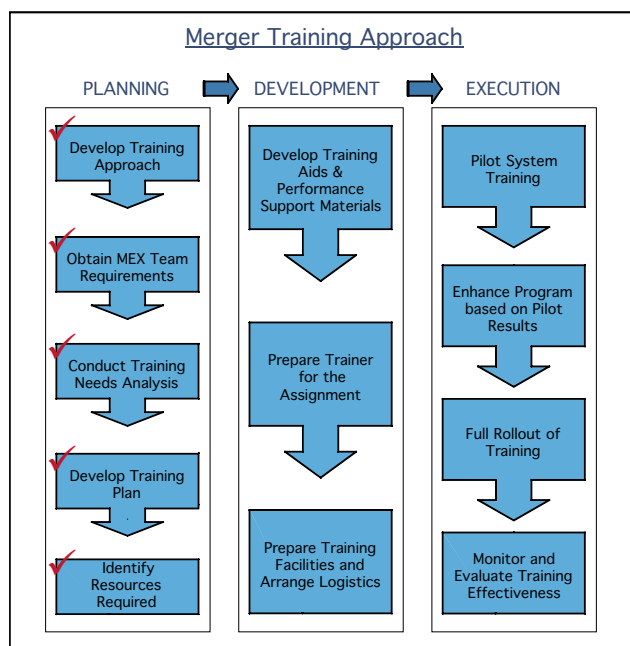 Merger Training Approach
PLANNING
DEVELOPMENT
EXECUTION
Develop Training
Approach
Obtain MEX Team
Requirements
Conduct Training
Needs Analysis
Develop Training
Plan
Identify
Resources
Required
Develop Training
Aids &
Performance
Support Materials
Prepare Trainer
for the
Assignment
Prepare Training
Facilities and
Arrange Logistics
Pilot System
Training
Enhance Program
based on Pilot
Results
Full Rollout of
Training
Monitor and
Evaluate Training
Effectiveness